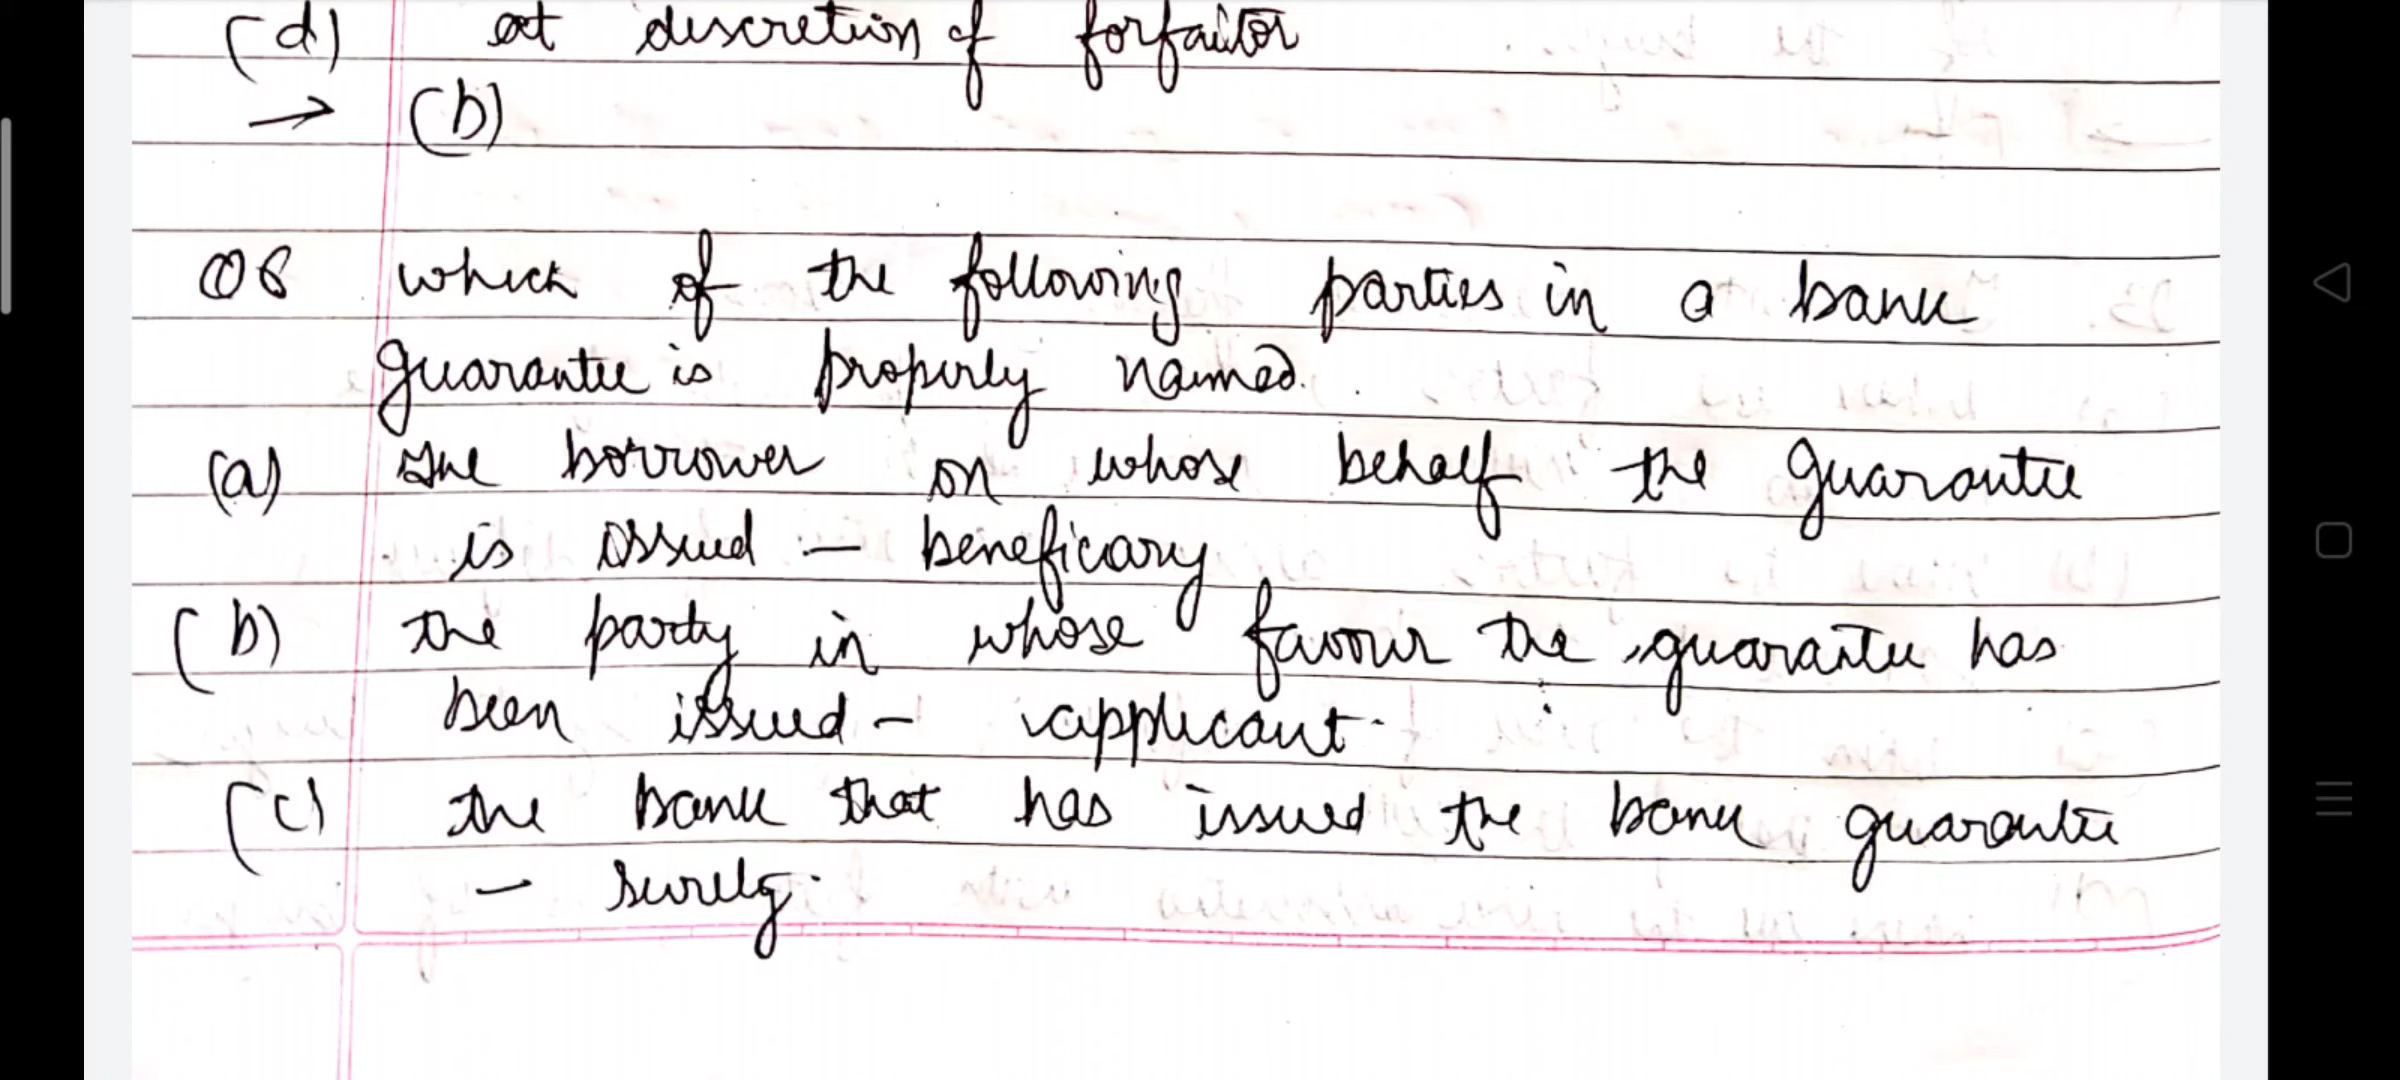 (d) at discretion of forfaitor
→ (b)
Q8 which of the following parties in a bank
guarantee is properly named.
(a) The borrower on whose behalf the guarantee
is issued - beneficary
(b) the party in whose favour the guarantee has
been issued - applicant.
(c) the bank that has issued the bank guarantee
- surety.